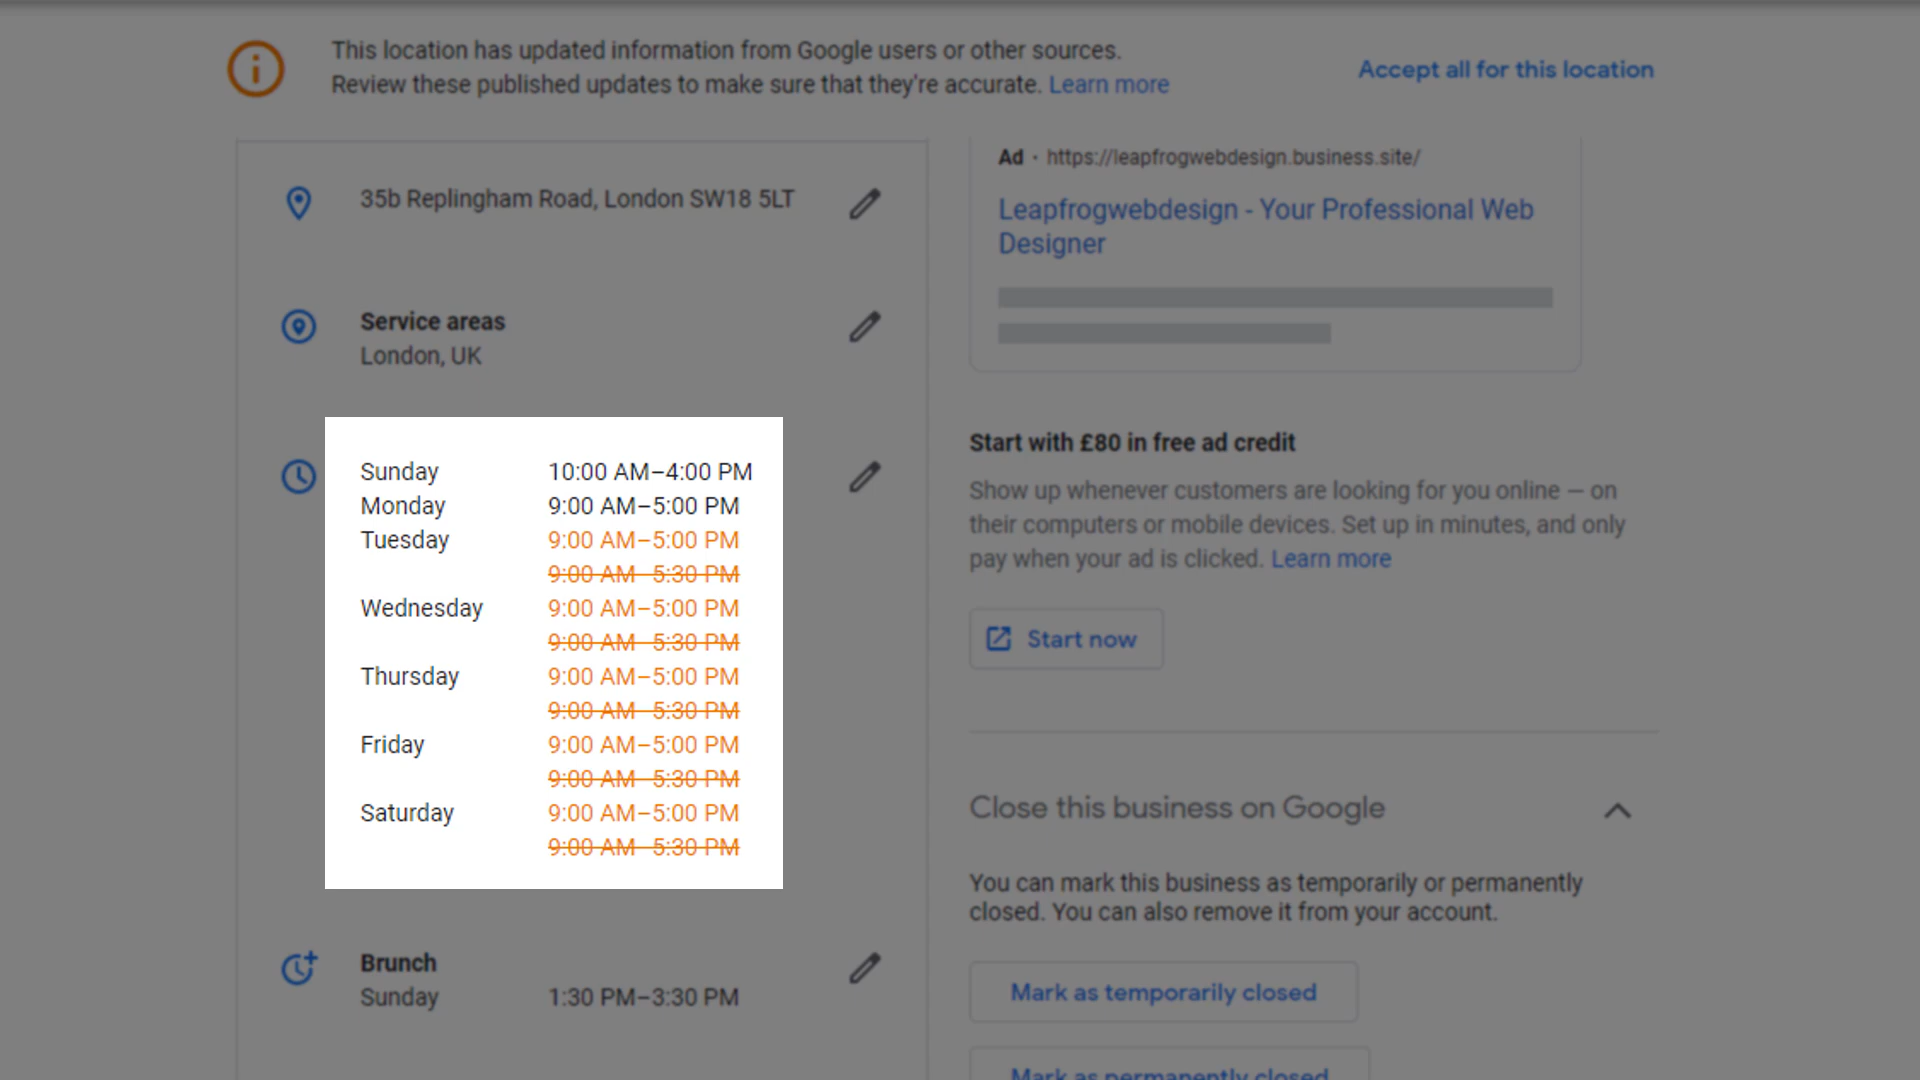 This location has updated information from Google users or other sources.
Review these published updates to make sure that they're accurate. Learn more
Accept all for this location
35b Replingham Road, London SW18 5LT
Service areas
London, UK
Sunday 10:00 AM–4:00 PM
Monday 9:00 AM–5:00 PM
Tuesday 9:00 AM–5:00 PM
9:00 AM–5:30 PM
Wednesday 9:00 AM–5:00 PM
9:00 AM–5:30 PM
Thursday 9:00 AM–5:00 PM
9:00 AM–5:30 PM
Friday 9:00 AM–5:00 PM
9:00 AM–5:30 PM
Saturday 9:00 AM–5:00 PM
9:00 AM–5:30 PM
Brunch
Sunday 1:30 PM–3:30 PM
Ad · https://leapfrogwebdesign.business.site/
Leapfrogwebdesign - Your Professional Web
Designer
Start with £80 in free ad credit
Show up whenever customers are looking for you online — on
their computers or mobile devices. Set up in minutes, and only
pay when your ad is clicked. Learn more
Start now
Close this business on Google
You can mark this business as temporarily or permanently
closed. You can also remove it from your account.
Mark as temporarily closed
Mark as permanently closed